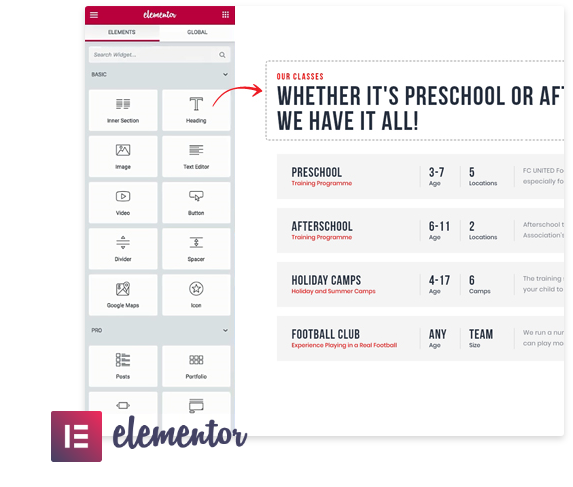 elementor
ELEMENTS GLOBAL
Search Widget...
BASIC
Inner Section Heading
Image Text Editor
Video Button
Divider Spacer
Google Maps Icon
PRO
Posts Portfolio
OUR CLASSES
WHETHER IT'S PRESCHOOL OR AFT
WE HAVE IT ALL!
PRESCHOOL 3-7 5 FC UNITED Fo
Training Programme Age Locations especially fo
AFTERSCHOOL 6-11 2 Afterschool t
Training Programme Age Locations Association's
HOLIDAY CAMPS 4-17 6 The training s
Holiday and Summer Camps Age Camps your child to
FOOTBALL CLUB ANY TEAM We run a nur
Experience Playing in a Real Football Age Size can play mo
elementor